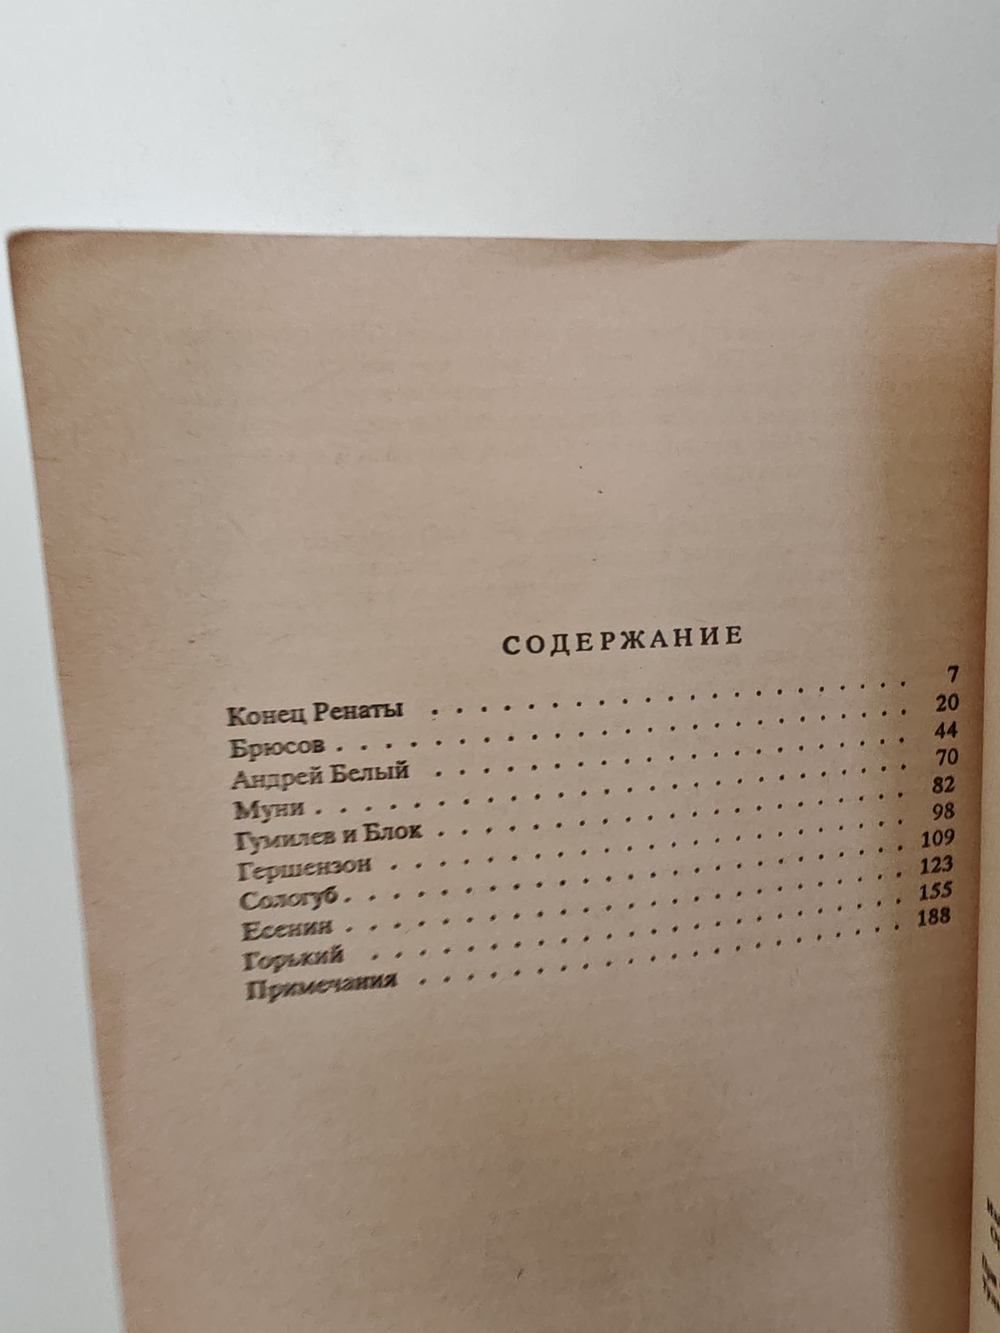 СОДЕРЖАНИЕ
Конец Ренаты . . . . . . . . . . . . . . . . . . . . 7
Брюсов . . . . . . . . . . . . . . . . . . . . . . . . 20
Андрей Белый . . . . . . . . . . . . . . . . . . . . 44
Муни . . . . . . . . . . . . . . . . . . . . . . . . . 70
Гумилев и Блок . . . . . . . . . . . . . . . . . . . 82
Гершензон . . . . . . . . . . . . . . . . . . . . . . 98
Сологуб . . . . . . . . . . . . . . . . . . . . . . . 109
Есенин . . . . . . . . . . . . . . . . . . . . . . . . 123
Горький . . . . . . . . . . . . . . . . . . . . . . . 155
Примечания . . . . . . . . . . . . . . . . . . . . . 188